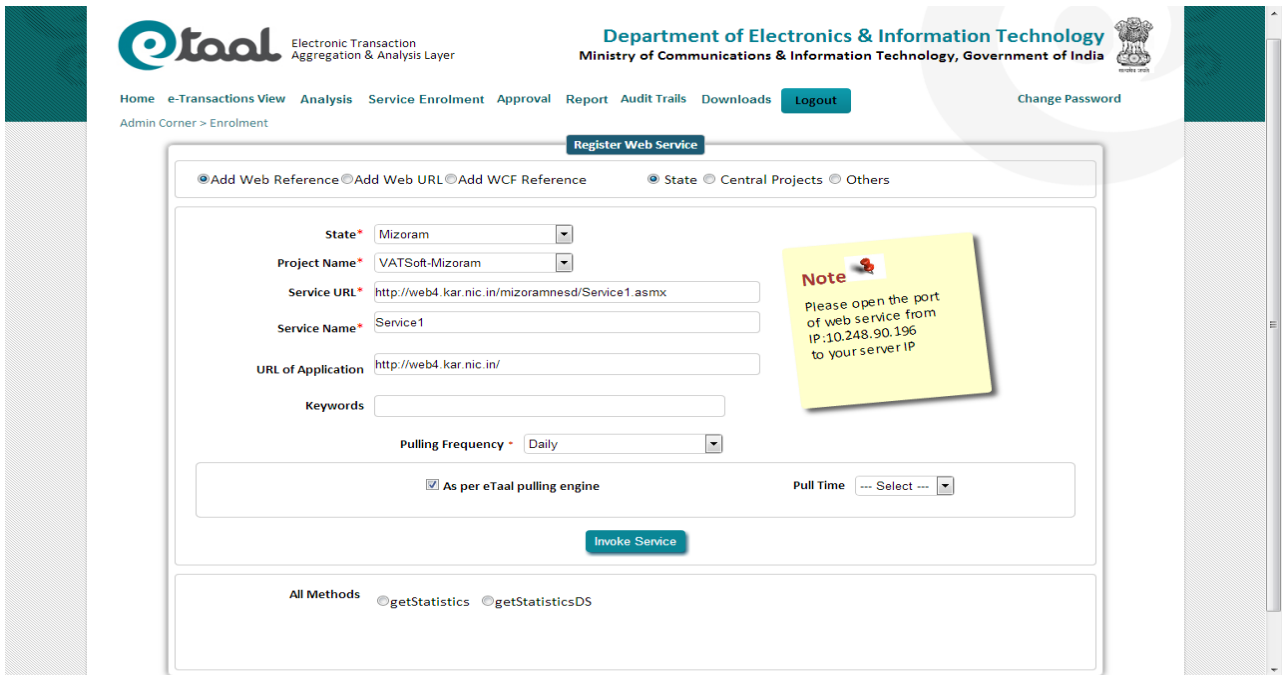 etaal
Electronic Transaction
Aggregation & Analysis Layer
Department of Electronics & Information Technology
Ministry of Communications & Information Technology, Government of India
सत्यमेव जयते
Home e-Transactions View Analysis Service Enrolment Approval Report Audit Trails Downloads Logout Change Password
Admin Corner > Enrolment
Register Web Service
Add Web Reference Add Web URL Add WCF Reference State Central Projects Others
State* Mizoram
Project Name* VATSoft-Mizoram
Service URL* http://web4.kar.nic.in/mizoramnesd/Service1.asmx
Service Name* Service1
URL of Application http://web4.kar.nic.in/
Keywords
Pulling Frequency * Daily
Note
Please open the port
of web service from
IP:10.248.90.196
to your server IP
As per eTaal pulling engine Pull Time --- Select ---
Invoke Service
All Methods getStatistics getStatisticsDS